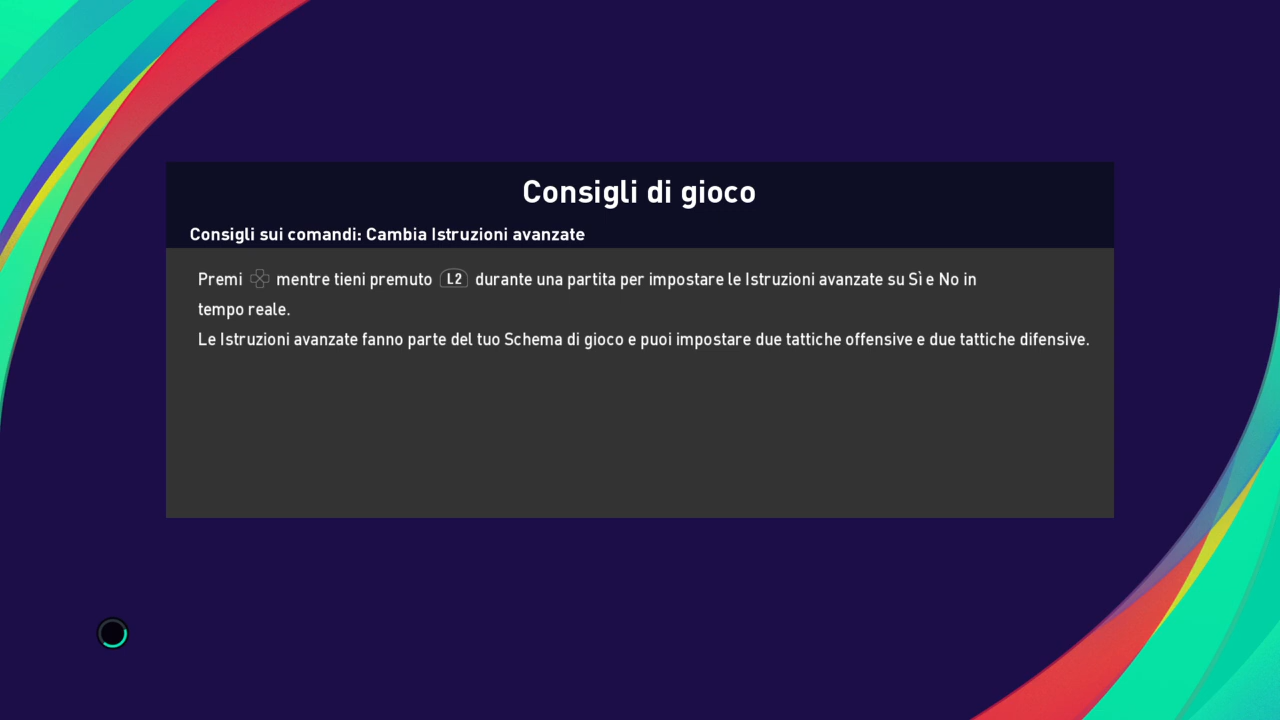 Consigli di gioco
Consigli sui comandi: Cambia Istruzioni avanzate
Premi mentre tieni premuto L2 durante una partita per impostare le Istruzioni avanzate su Sì e No in
tempo reale.
Le Istruzioni avanzate fanno parte del tuo Schema di gioco e puoi impostare due tattiche offensive e due tattiche difensive.